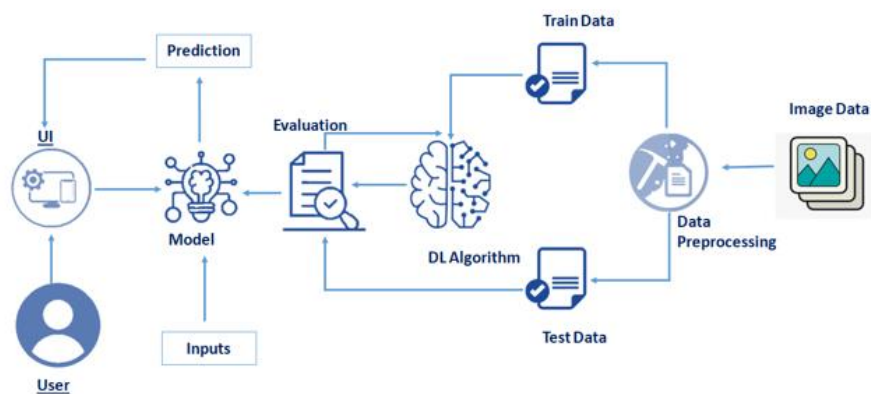 Train Data
Prediction
Image Data
Evaluation
UI
Model
DL Algorithm
Data
Preprocessing
Test Data
Inputs
User